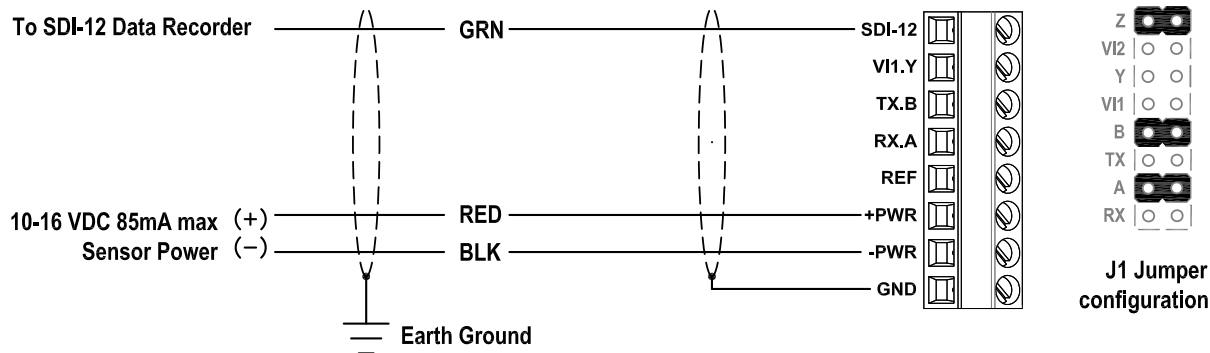 To SDI-12 Data Recorder
GRN
10-16 VDC 85mA max (+)
Sensor Power (−)
RED
BLK
Earth Ground
SDI-12
VI1.Y
TX.B
RX.A
REF
+PWR
-PWR
GND
Z
VI2
Y
VI1
B
TX
A
RX
J1 Jumper
configuration